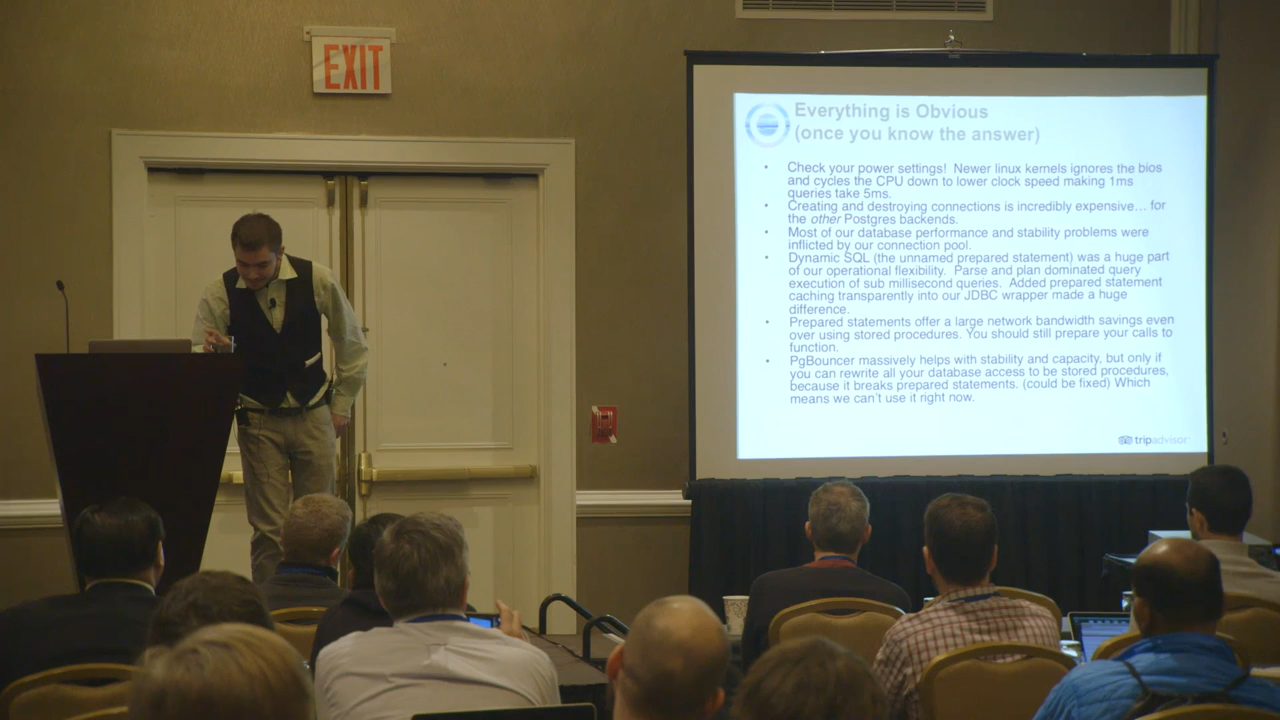 EXIT
Everything is Obvious
(once you know the answer)
• Check your power settings! Newer linux kernels ignores the bios
and cycles the CPU down to lower clock speed making 1ms
queries take 5ms.
• Creating and destroying connections is incredibly expensive... for
the other Postgres backends.
• Most of our database performance and stability problems were
inflicted by our connection pool.
• Dynamic SQL (the unnamed prepared statement) was a huge part
of our operational flexibility. Parse and plan dominated query
execution of sub millisecond queries. Added prepared statement
caching transparently into our JDBC wrapper made a huge
difference.
• Prepared statements offer a large network bandwidth savings even
over using stored procedures. You should still prepare your calls to
function.
• PgBouncer massively helps with stability and capacity, but only if
you can rewrite all your database access to be stored procedures,
because it breaks prepared statements. (could be fixed) Which
means we can't use it right now.
tripadvisor